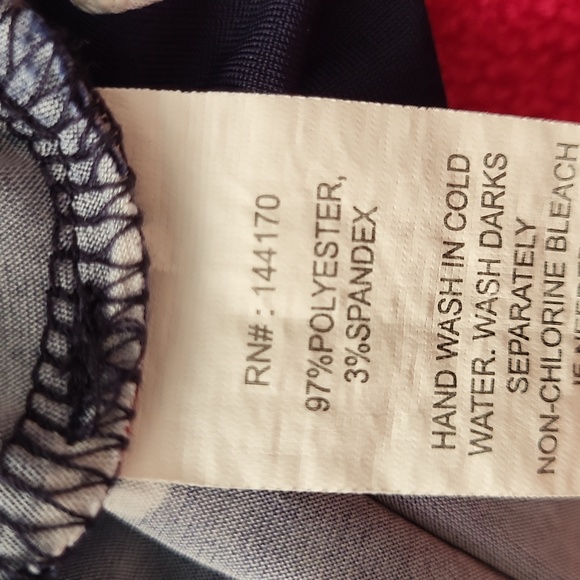 RN# : 144170
97%POLYESTER,
3%SPANDEX
HAND WASH IN COLD
WATER. WASH DARKS
SEPARATELY
NON-CHLORINE BLEACH